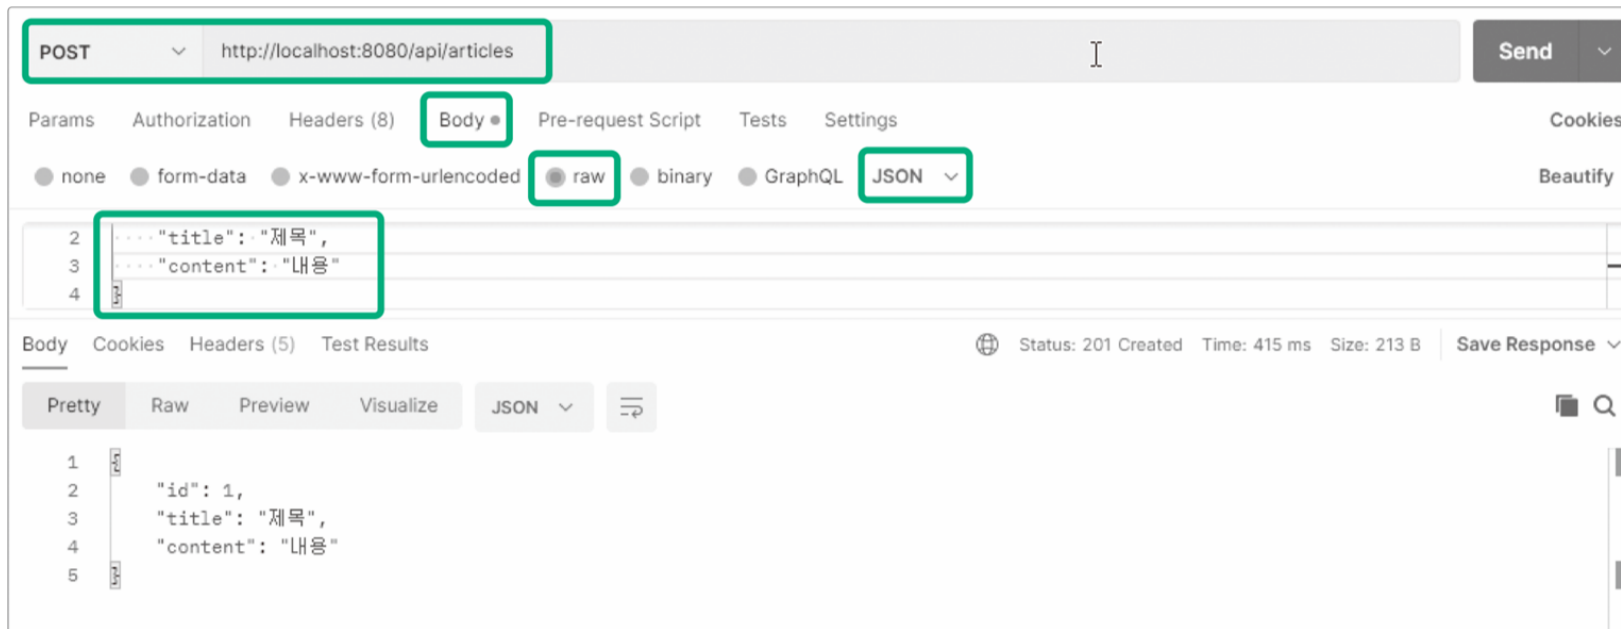 POST http://localhost:8080/api/articles Send
Params Authorization Headers (8) Body Pre-request Script Tests Settings Cookies
none form-data x-www-form-urlencoded raw binary GraphQL JSON Beautify
2 "title": "제목",
3 "content": "내용"
4 }
Body Cookies Headers (5) Test Results Status: 201 Created Time: 415 ms Size: 213 B Save Response
Pretty Raw Preview Visualize JSON
1 {
2 "id": 1,
3 "title": "제목",
4 "content": "내용"
5 }